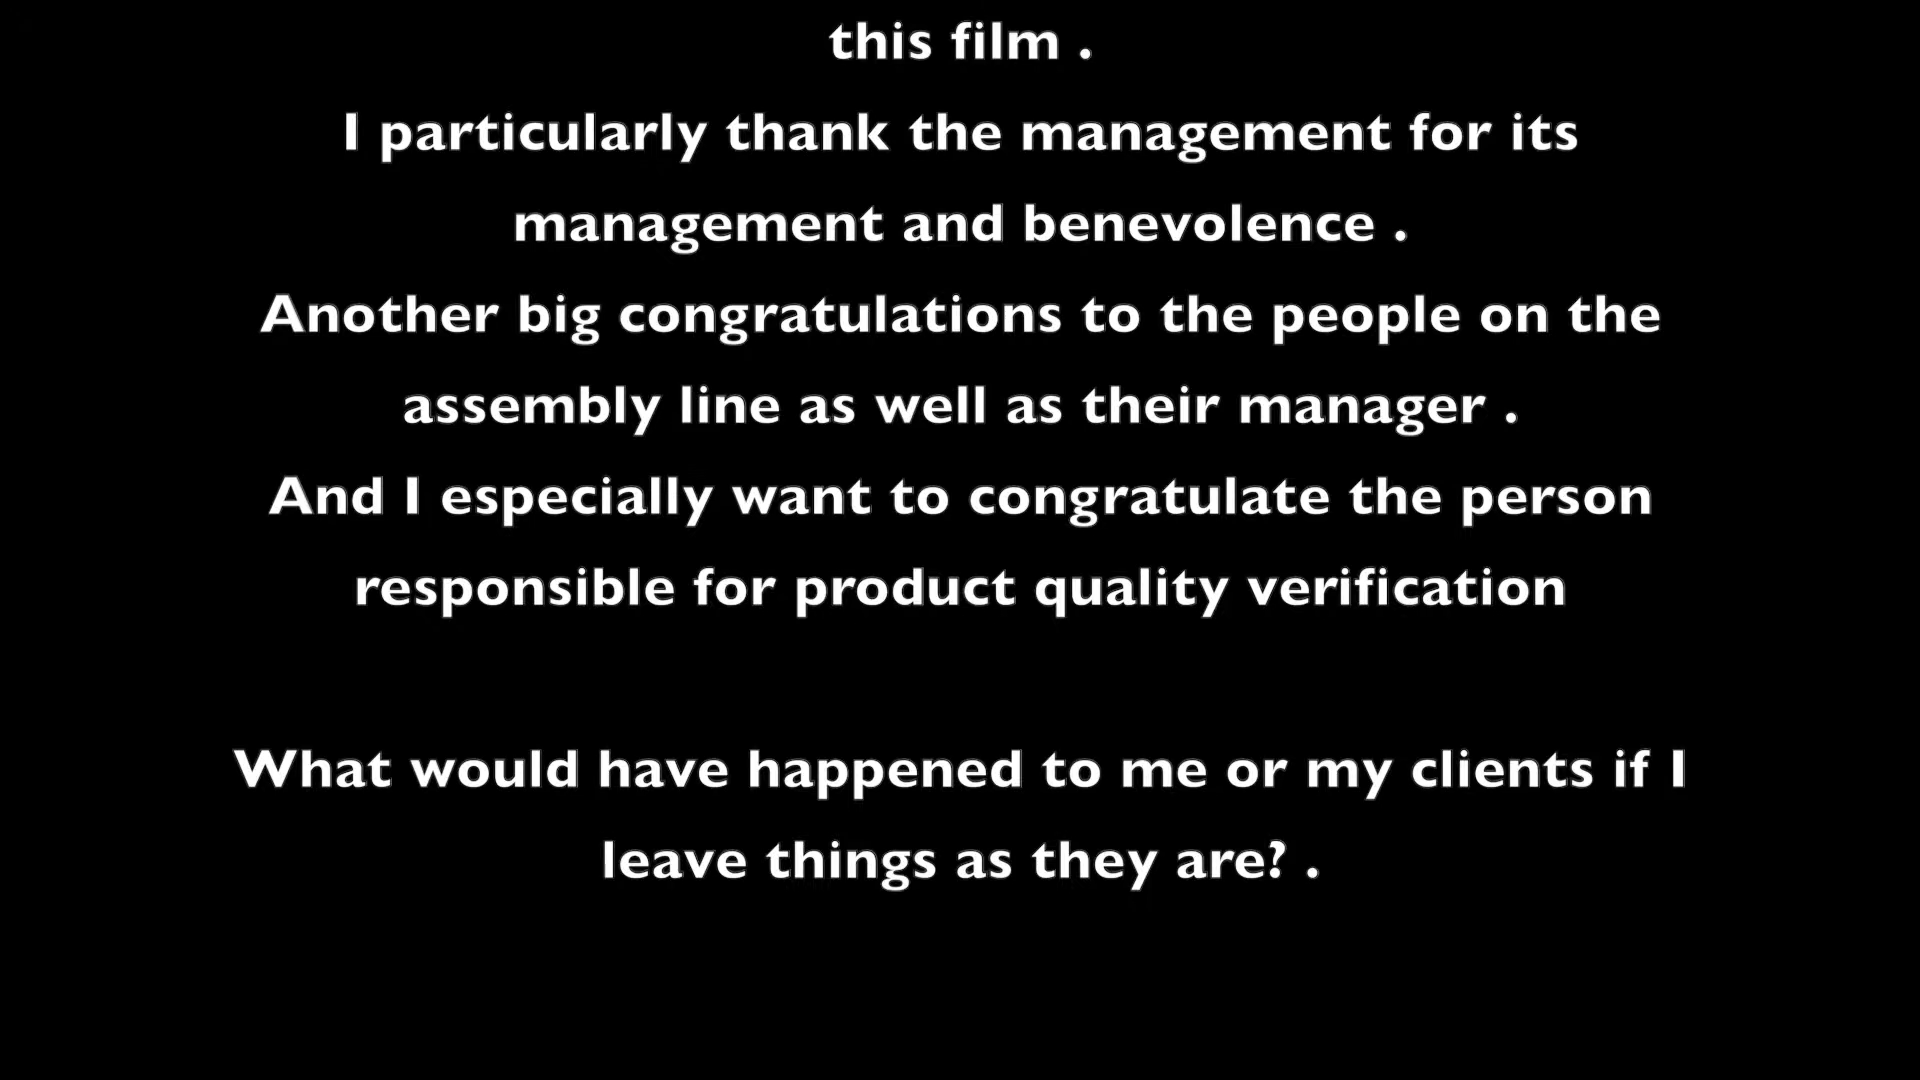 this film .
I particularly thank the management for its
management and benevolence .
Another big congratulations to the people on the
assembly line as well as their manager .
And I especially want to congratulate the person
responsible for product quality verification
What would have happened to me or my clients if I
leave things as they are? .